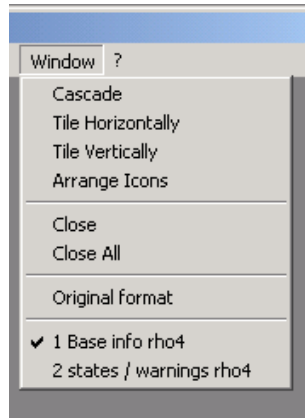 Window ?
Cascade
Tile Horizontally
Tile Vertically
Arrange Icons
Close
Close All
Original format
✔ 1 Base info rho4
2 states / warnings rho4